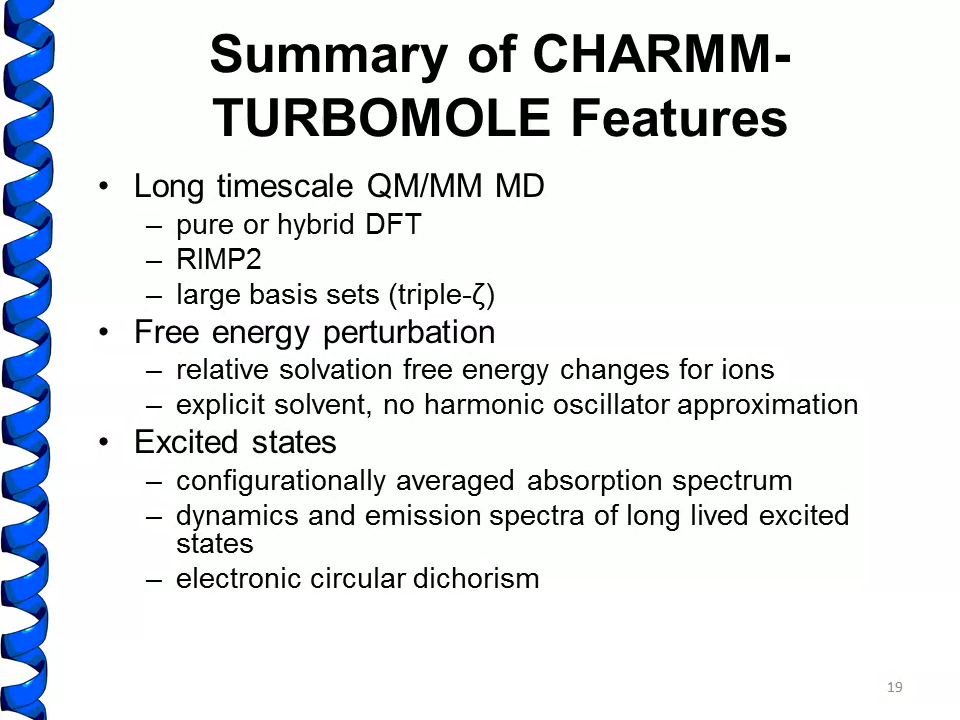 Summary of CHARMM-
TURBOMOLE Features
• Long timescale QM/MM MD
– pure or hybrid DFT
– RIMP2
– large basis sets (triple-ζ)
• Free energy perturbation
– relative solvation free energy changes for ions
– explicit solvent, no harmonic oscillator approximation
• Excited states
– configurationally averaged absorption spectrum
– dynamics and emission spectra of long lived excited
states
– electronic circular dichorism
19